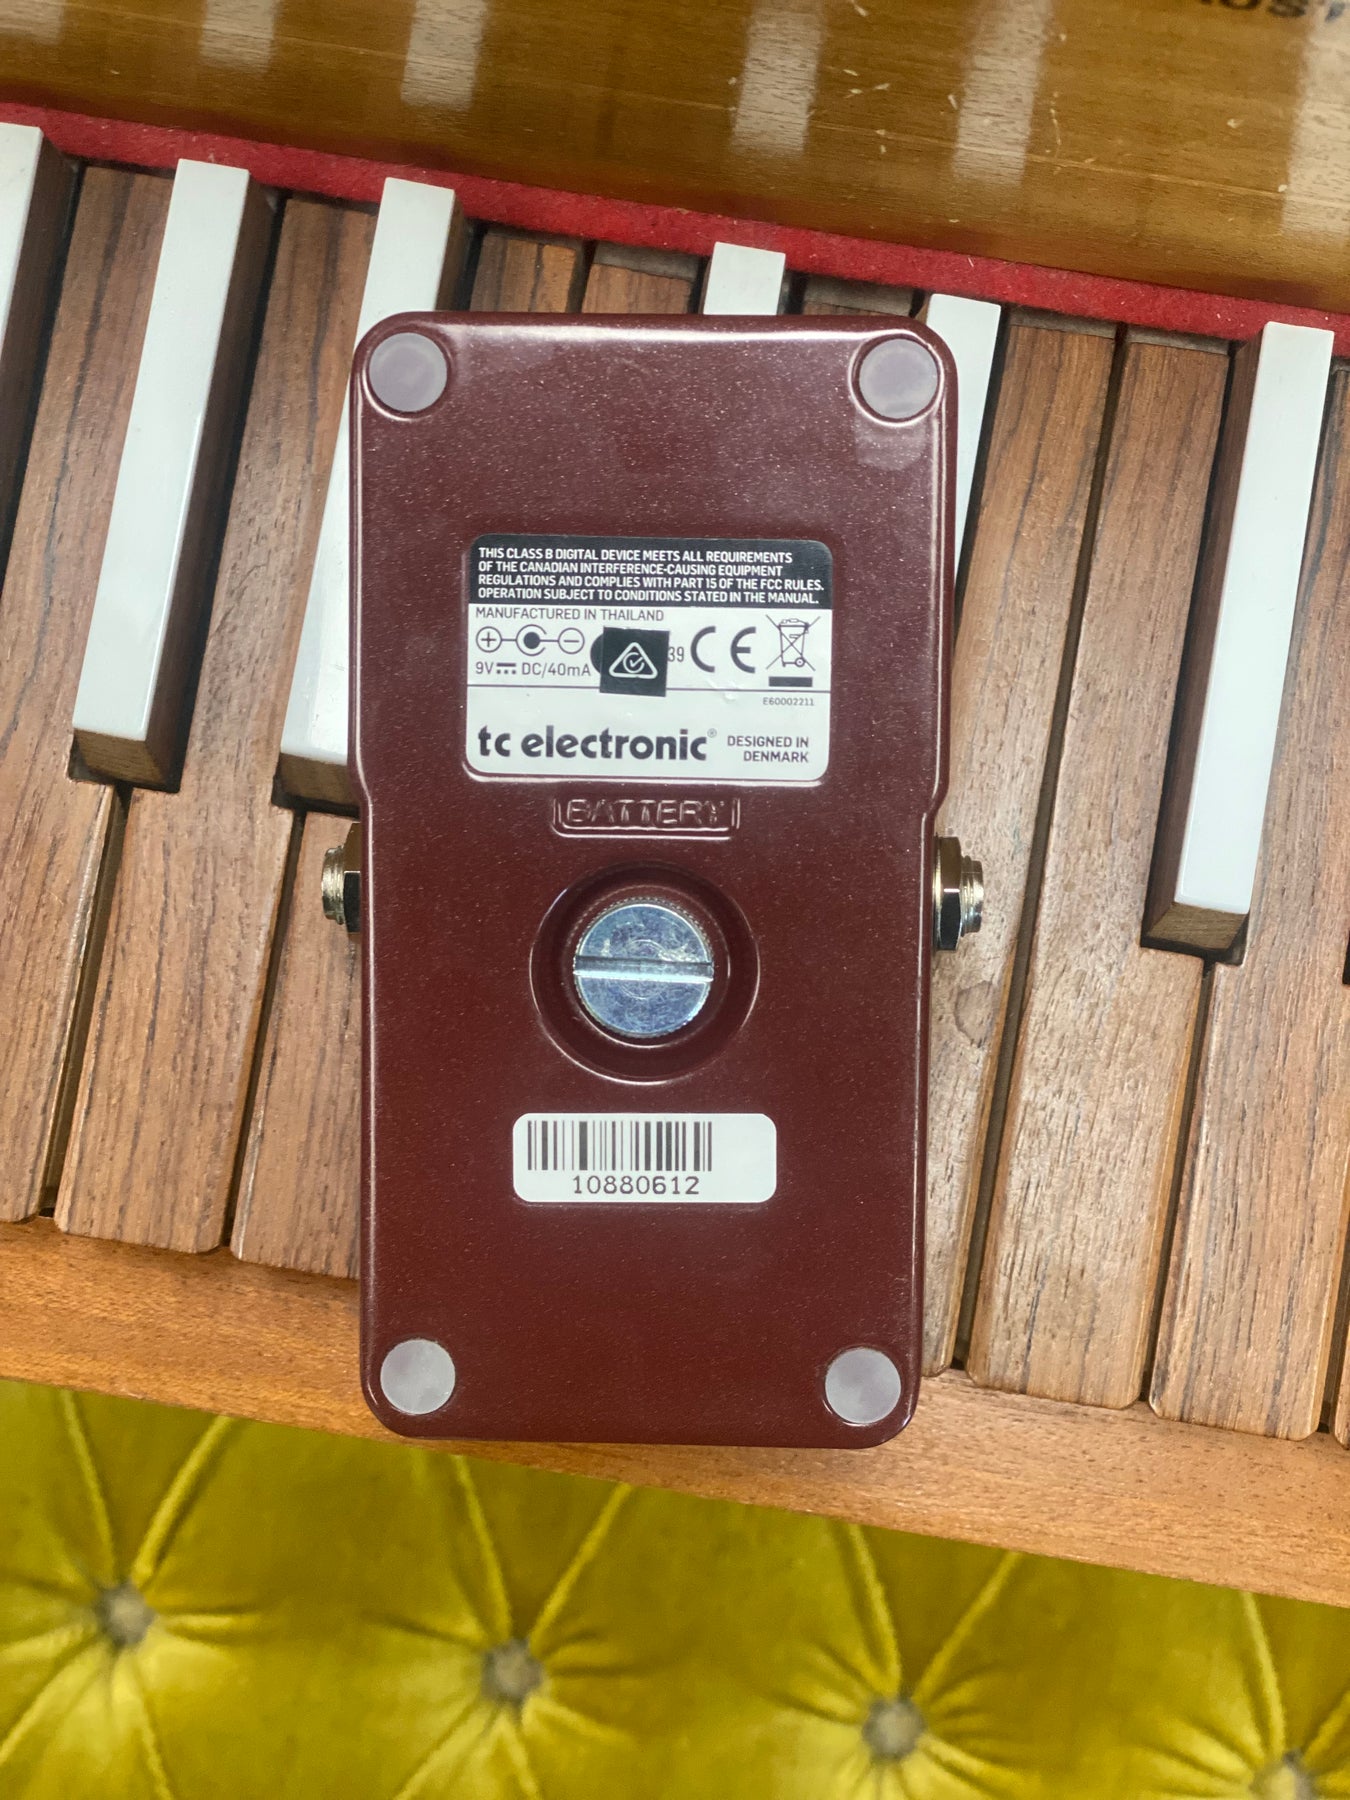 THIS CLASS B DIGITAL DEVICE MEETS ALL REQUIREMENTS
OF THE CANADIAN INTERFERENCE-CAUSING EQUIPMENT
REGULATIONS AND COMPLIES WITH PART 15 OF THE FCC RULES.
OPERATION SUBJECT TO CONDITIONS STATED IN THE MANUAL.
MANUFACTURED IN THAILAND
9V DC/40mA
39
CE
E60002211
tc electronic®
DESIGNED IN
DENMARK
BATTERY
10880612